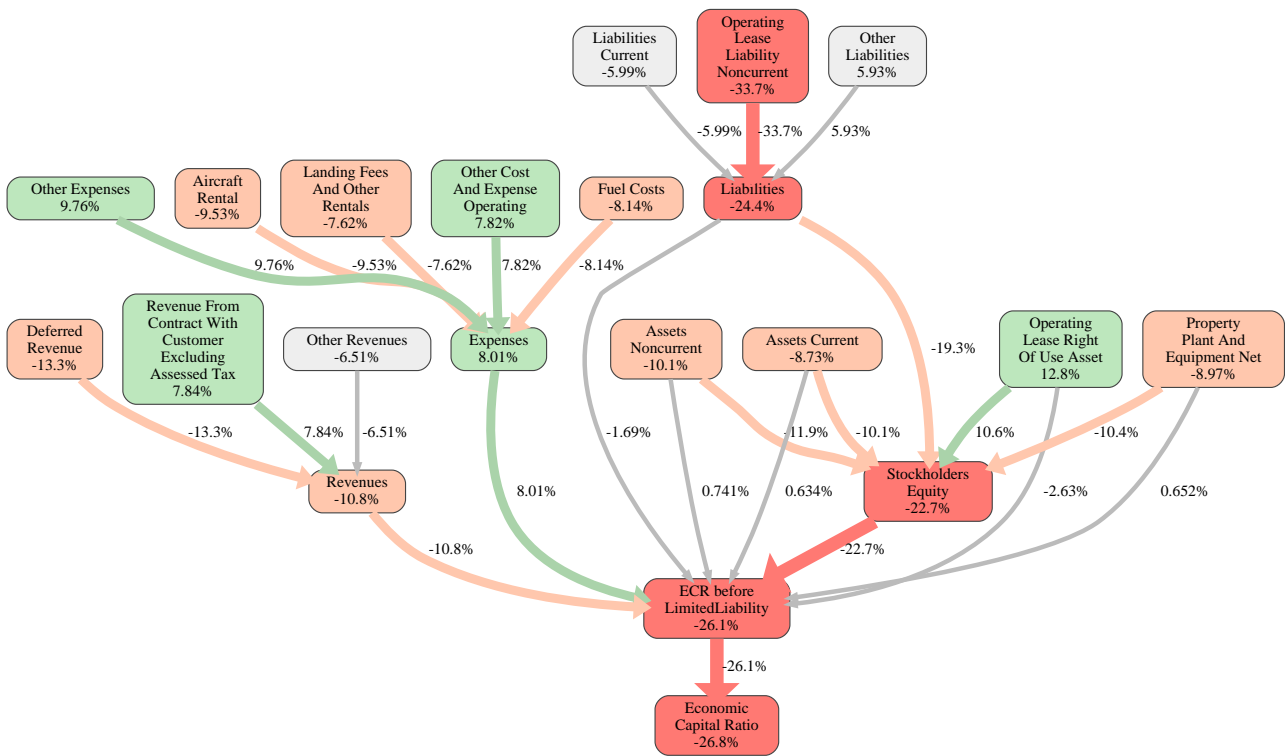 Liabilities
Current
-5.99%
Operating
Lease
Liability
Noncurrent
-33.7%
Other
Liabilities
5.93%
-5.99%
-33.7%
5.93%
Other Expenses
9.76%
Aircraft
Rental
-9.53%
Landing Fees
And Other
Rentals
-7.62%
Other Cost
And Expense
Operating
7.82%
Fuel Costs
-8.14%
Liabilities
-24.4%
9.76%
-9.53%
-7.62%
7.82%
-8.14%
Deferred
Revenue
-13.3%
Revenue From
Contract With
Customer
Excluding
Assessed Tax
7.84%
Other Revenues
-6.51%
Expenses
8.01%
Assets
Noncurrent
-10.1%
Assets Current
-8.73%
-19.3%
Operating
Lease Right
Of Use Asset
12.8%
Property
Plant And
Equipment Net
-8.97%
-13.3%
7.84%
-6.51%
-1.69%
-11.9%
-10.1%
10.6%
-10.4%
Revenues
-10.8%
8.01%
0.741%
0.634%
Stockholders
Equity
-22.7%
-2.63%
0.652%
-10.8%
-22.7%
ECR before
LimitedLiability
-26.1%
-26.1%
Economic
Capital Ratio
-26.8%